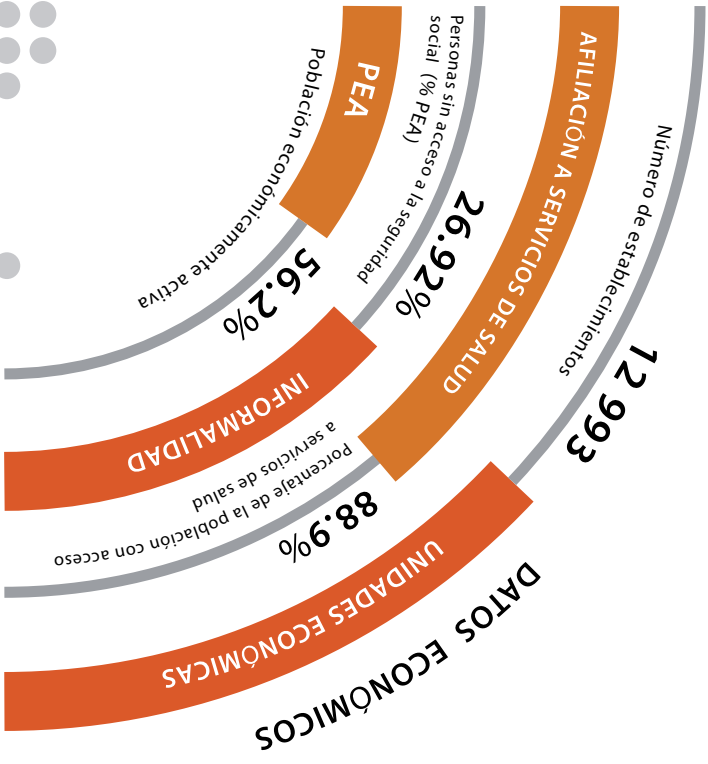 PEA
Población económicamente activa
56.2%
INFORMALIDAD
Personas sin acceso a la seguridad
social (% PEA)
26.92%
AFILIACIÓN A SERVICIOS DE SALUD
Porcentaje de la población con acceso
a servicios de salud
88.9%
UNIDADES ECONÓMICAS
Número de establecimientos
12 993
DATOS ECONÓMICOS